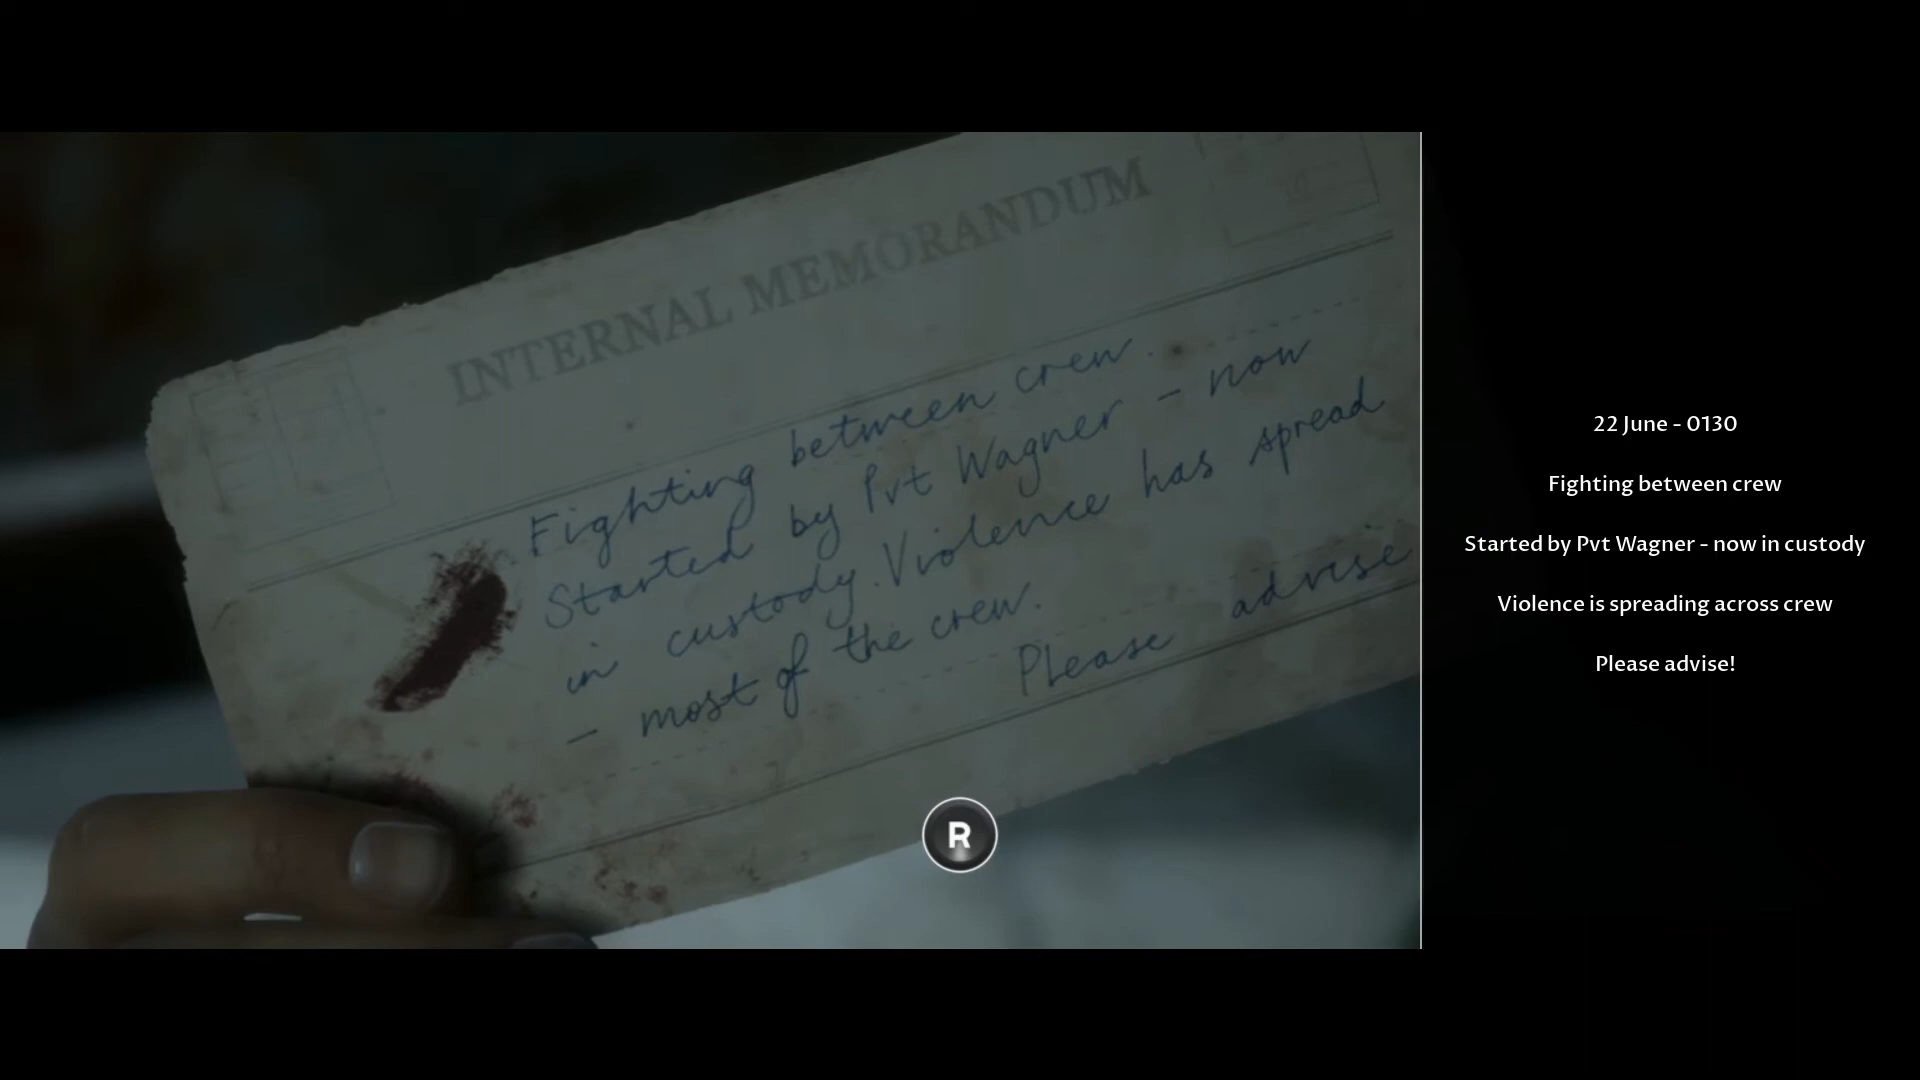 INTERNAL MEMORANDUM
Fighting between crew.
Started by Pvt Wagner - now
in custody. Violence has spread
- most of the crew.
Please advise
R
22 June - 0130
Fighting between crew
Started by Pvt Wagner - now in custody
Violence is spreading across crew
Please advise!